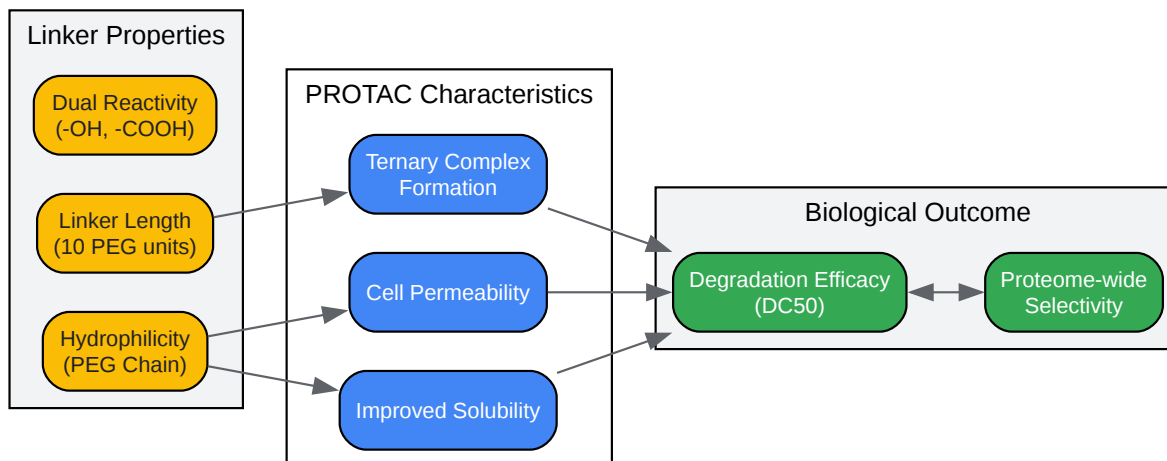 Linker Properties
Dual Reactivity
(-OH, -COOH)
Linker Length
(10 PEG units)
Hydrophilicity
(PEG Chain)
PROTAC Characteristics
Ternary Complex
Formation
Cell Permeability
Improved Solubility
Biological Outcome
Degradation Efficacy
(DC50)
Proteome-wide
Selectivity